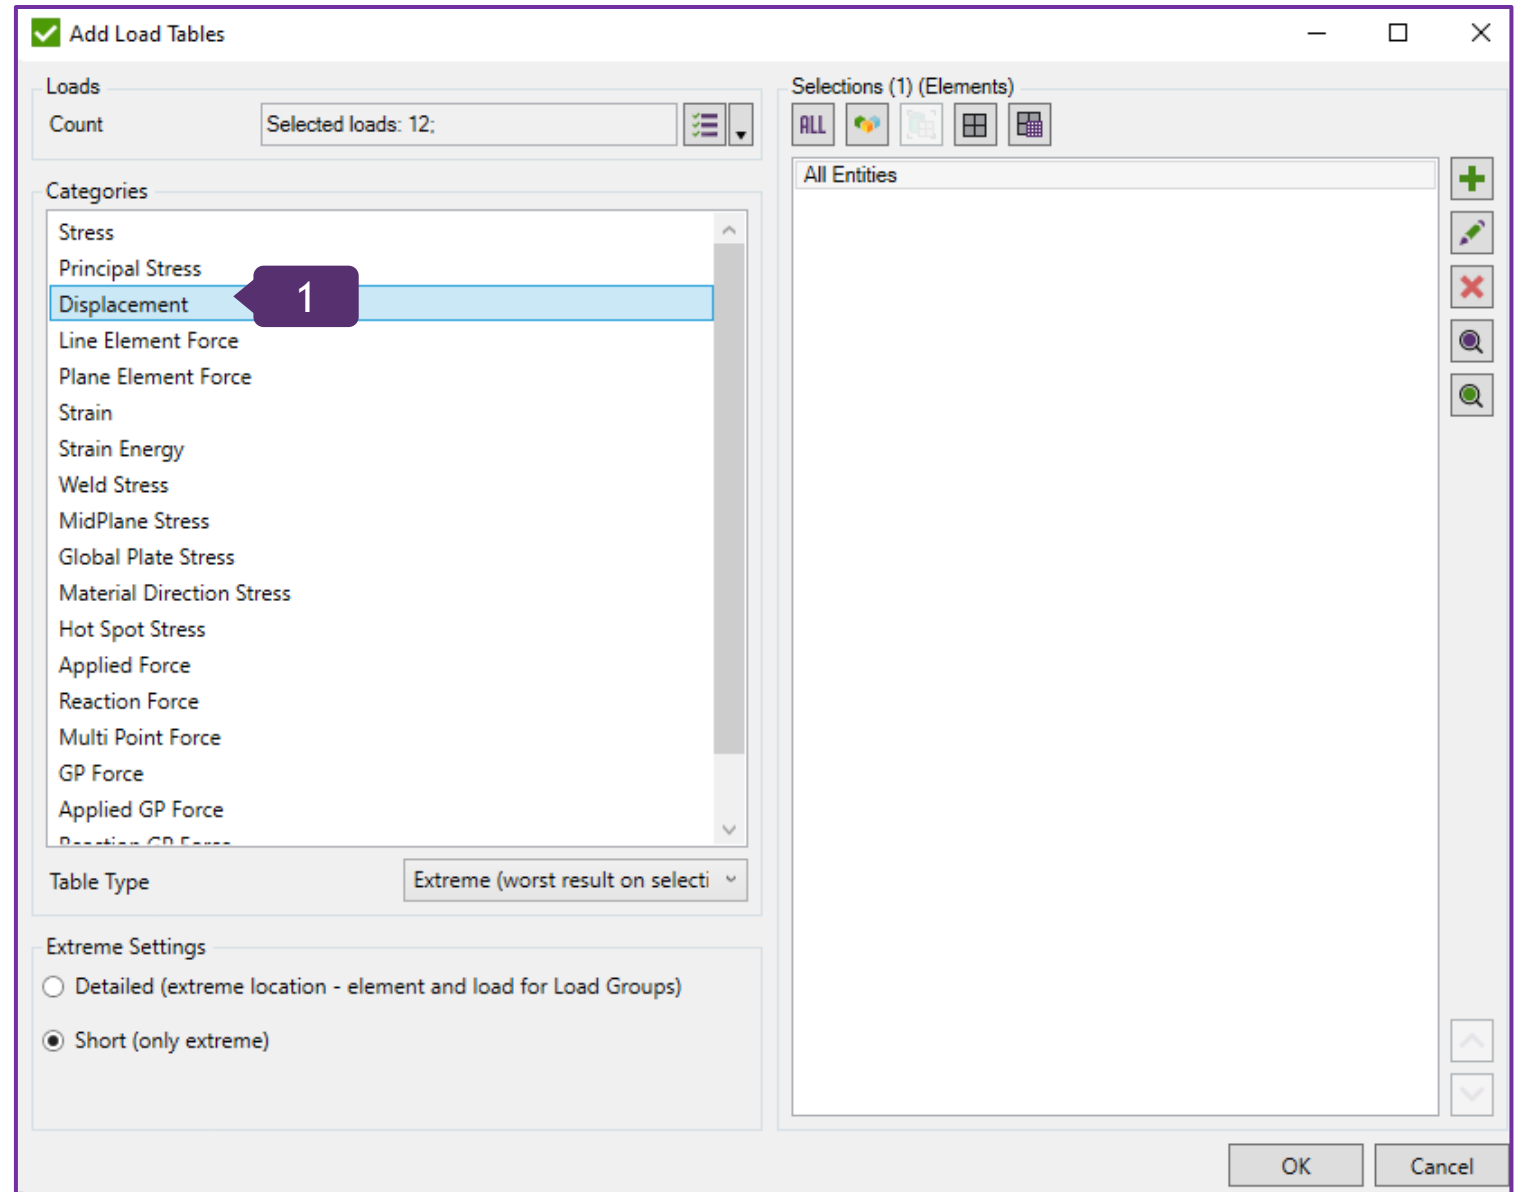 Add Load Tables
Loads
Count
Selected loads: 12;
Categories
Stress
Principal Stress
Displacement
1
Line Element Force
Plane Element Force
Strain
Strain Energy
Weld Stress
MidPlane Stress
Global Plate Stress
Material Direction Stress
Hot Spot Stress
Applied Force
Reaction Force
Multi Point Force
GP Force
Applied GP Force
Reaction GP Force
Table Type
Extreme (worst result on selecti
Extreme Settings
Detailed (extreme location - element and load for Load Groups)
Short (only extreme)
Selections (1) (Elements)
ALL
All Entities
OK
Cancel